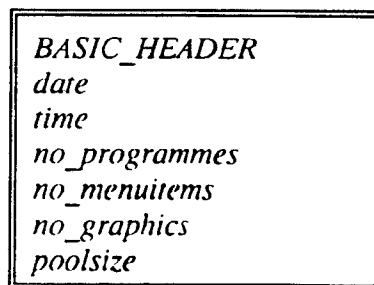 BASIC_HEADER
date
time
no_programmes
no_menuitems
no_graphics
poolsize